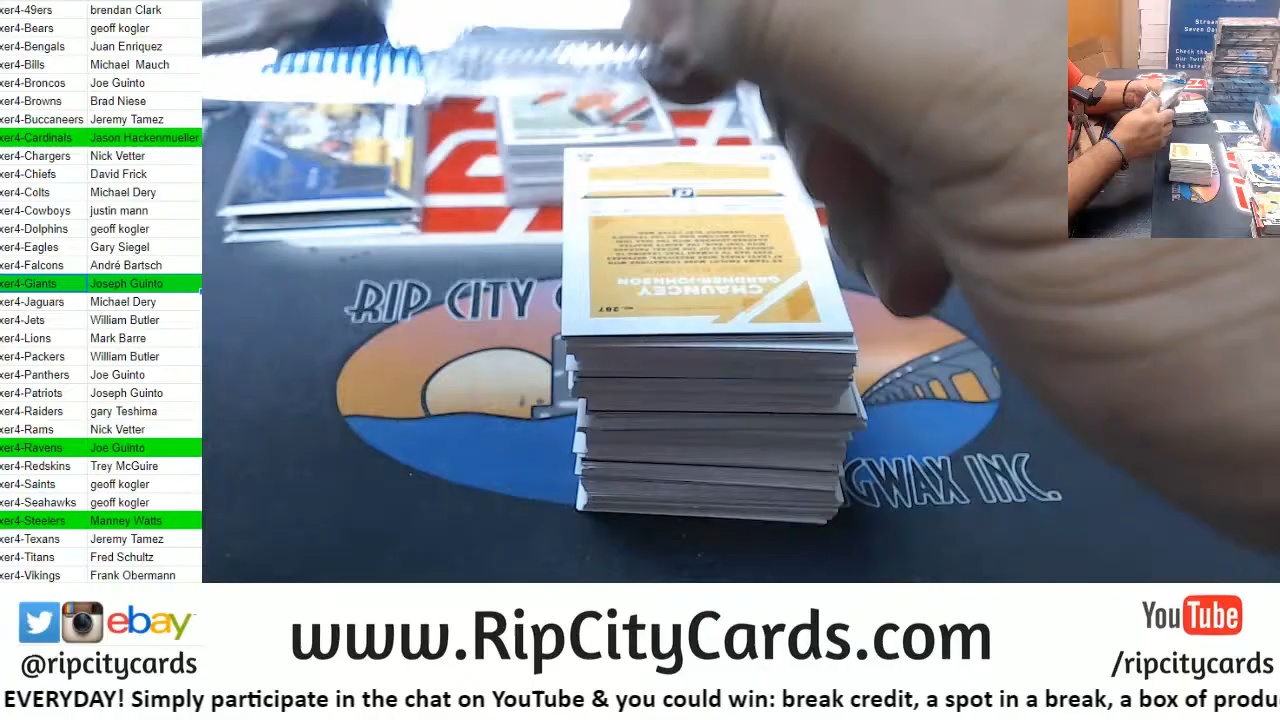 xer4-49ers brendan Clark
xer4-Bears geoff kogler
xer4-Bengals Juan Enriquez
xer4-Bills Michael Mauch
xer4-Broncos Joe Guinto
xer4-Browns Brad Niese
xer4-Buccaneers Jeremy Tamez
xer4-Cardinals Jason Hackenmueller
xer4-Chargers Nick Vetter
xer4-Chiefs David Frick
xer4-Colts Michael Dery
xer4-Cowboys justin mann
xer4-Dolphins geoff kogler
xer4-Eagles Gary Siegel
xer4-Falcons André Bartsch
xer4-Giants Joseph Guinto
xer4-Jaguars Michael Dery
xer4-Jets William Butler
xer4-Lions Mark Barre
xer4-Packers William Butler
xer4-Panthers Joe Guinto
xer4-Patriots Joseph Guinto
xer4-Raiders gary Teshima
xer4-Rams Nick Vetter
xer4-Ravens Joe Guinto
xer4-Redskins Trey McGuire
xer4-Saints geoff kogler
xer4-Seahawks geoff kogler
xer4-Steelers Manney Watts
xer4-Texans Jeremy Tamez
xer4-Titans Fred Schultz
xer4-Vikings Frank Obermann
CHAUNCEY
GARDNER-JOHNSON
NO. 287
RIP CITY
GWAX INC.
Seven Da
Check the
ebay
@ripcitycards
www.RipCityCards.com
YouTube
/ripcitycards
EVERYDAY! Simply participate in the chat on YouTube & you could win: break credit, a spot in a break, a box of produ